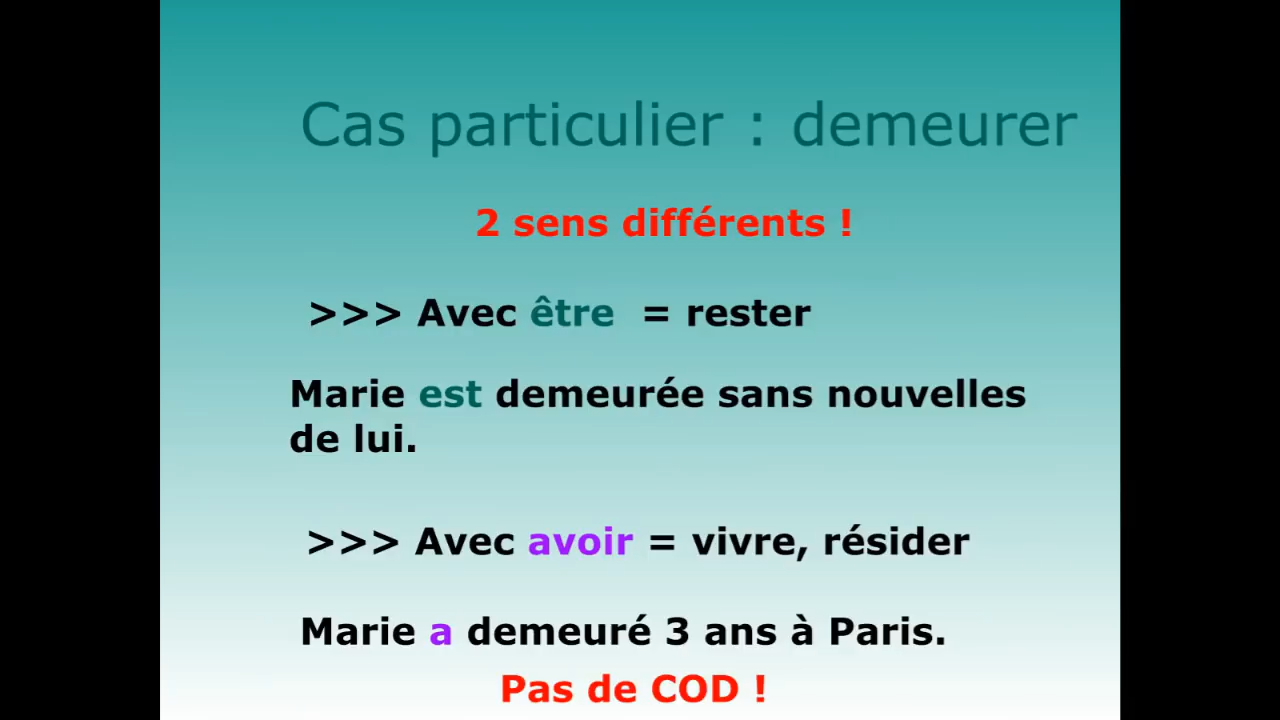 Cas particulier : demeurer
2 sens différents !
>>> Avec être = rester
Marie est demeurée sans nouvelles
de lui.
>>> Avec avoir = vivre, résider
Marie a demeuré 3 ans à Paris.
Pas de COD !